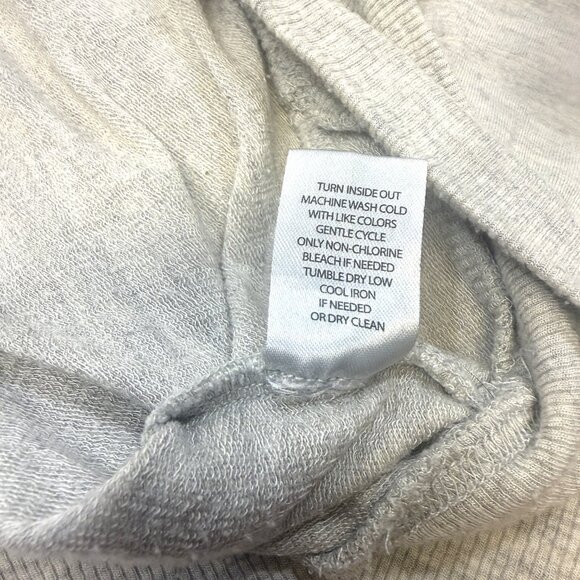 TURN INSIDE OUT
MACHINE WASH COLD
WITH LIKE COLORS
GENTLE CYCLE
ONLY NON-CHLORINE
BLEACH IF NEEDED
TUMBLE DRY LOW
COOL IRON
IF NEEDED
OR DRY CLEAN